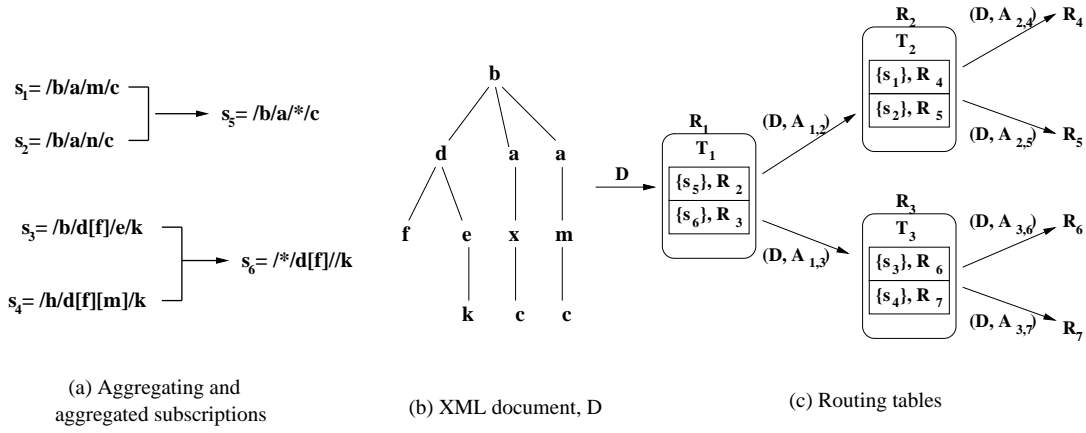 s1= /b/a/m/c
s2= /b/a/n/c
s5= /b/a/*/c
s3= /b/d[f]/e/k
s4= /h/d[f][m]/k
s6= /*/d[f]//k
(a) Aggregating and
aggregated subscriptions
b
d a a
f e x m
k c c
(b) XML document, D
D
R1
T1
{s5}, R2
{s6}, R3
(D, A1,2)
(D, A1,3)
R2
T2
{s1}, R4
{s2}, R5
(D, A2,4)
R4
(D, A2,5)
R5
R3
T3
{s3}, R6
{s4}, R7
(D, A3,6)
R6
(D, A3,7)
R7
(c) Routing tables